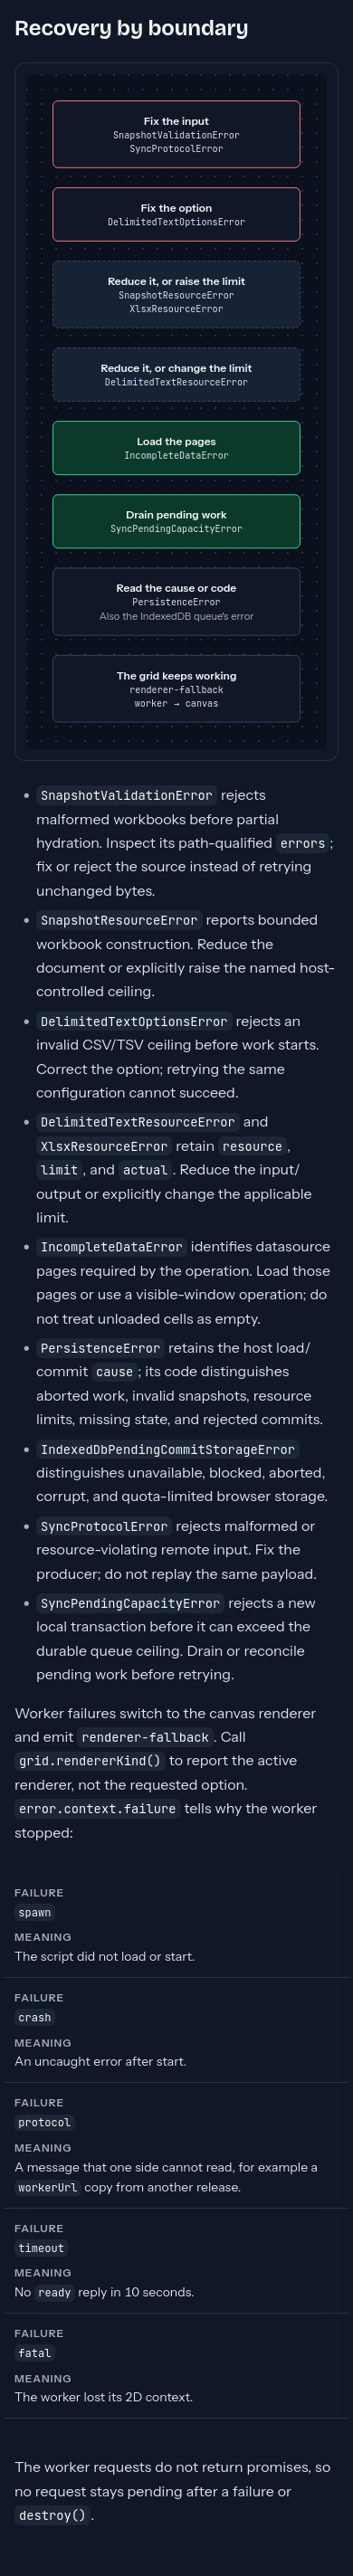 Recovery by boundary
Fix the input
SnapshotValidationError
SyncProtocolError
Fix the option
DelimitedTextOptionsError
Reduce it, or raise the limit
SnapshotResourceError
XlsxResourceError
Reduce it, or change the limit
DelimitedTextResourceError
Load the pages
IncompleteDataError
Drain pending work
SyncPendingCapacityError
Read the cause or code
PersistenceError
Also the IndexedDB queue's error
The grid keeps working
renderer-fallback
worker → canvas
• SnapshotValidationError rejects
malformed workbooks before partial
hydration. Inspect its path-qualified errors;
fix or reject the source instead of retrying
unchanged bytes.
• SnapshotResourceError reports bounded
workbook construction. Reduce the
document or explicitly raise the named host-
controlled ceiling.
• DelimitedTextOptionsError rejects an
invalid CSV/TSV ceiling before work starts.
Correct the option; retrying the same
configuration cannot succeed.
• DelimitedTextResourceError and
XlsxResourceError retain resource,
limit, and actual. Reduce the input/
output or explicitly change the applicable
limit.
• IncompleteDataError identifies datasource
pages required by the operation. Load those
pages or use a visible-window operation; do
not treat unloaded cells as empty.
• PersistenceError retains the host load/
commit cause; its code distinguishes
aborted work, invalid snapshots, resource
limits, missing state, and rejected commits.
• IndexedDbPendingCommitStorageError
distinguishes unavailable, blocked, aborted,
corrupt, and quota-limited browser storage.
• SyncProtocolError rejects malformed or
resource-violating remote input. Fix the
producer; do not replay the same payload.
• SyncPendingCapacityError rejects a new
local transaction before it can exceed the
durable queue ceiling. Drain or reconcile
pending work before retrying.
Worker failures switch to the canvas renderer
and emit renderer-fallback. Call
grid.rendererKind() to report the active
renderer, not the requested option.
error.context.failure tells why the worker
stopped:
FAILURE
spawn
MEANING
The script did not load or start.
FAILURE
crash
MEANING
An uncaught error after start.
FAILURE
protocol
MEANING
A message that one side cannot read, for example a
workerUrl copy from another release.
FAILURE
timeout
MEANING
No ready reply in 10 seconds.
FAILURE
fatal
MEANING
The worker lost its 2D context.
The worker requests do not return promises, so
no request stays pending after a failure or
destroy().